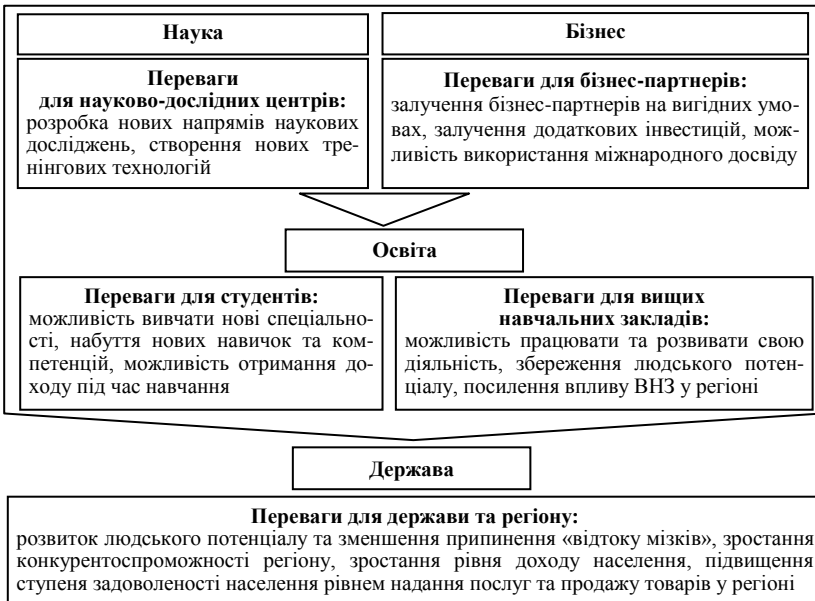 Наука
Бізнес
Переваги
для науково-дослідних центрів:
розробка нових напрямів наукових
досліджень, створення нових тре-
нінгових технологій
Переваги для бізнес-партнерів:
залучення бізнес-партнерів на вигідних умо-
вах, залучення додаткових інвестицій, мож-
ливість використання міжнародного досвіду
Освіта
Переваги для студентів:
можливість вивчати нові спеціально-
сті, набуття нових навичок та ком-
петенцій, можливість отримання до-
ходу під час навчання
Переваги для вищих
навчальних закладів:
можливість працювати та розвивати свою
діяльність, збереження людського потен-
ціалу, посилення впливу ВНЗ у регіоні
Держава
Переваги для держави та регіону:
розвиток людського потенціалу та зменшення припинення «відтоку мізків», зростання
конкурентоспроможності регіону, зростання рівня доходу населення, підвищення
ступеня задоволеності населення рівнем надання послуг та продажу товарів у регіоні